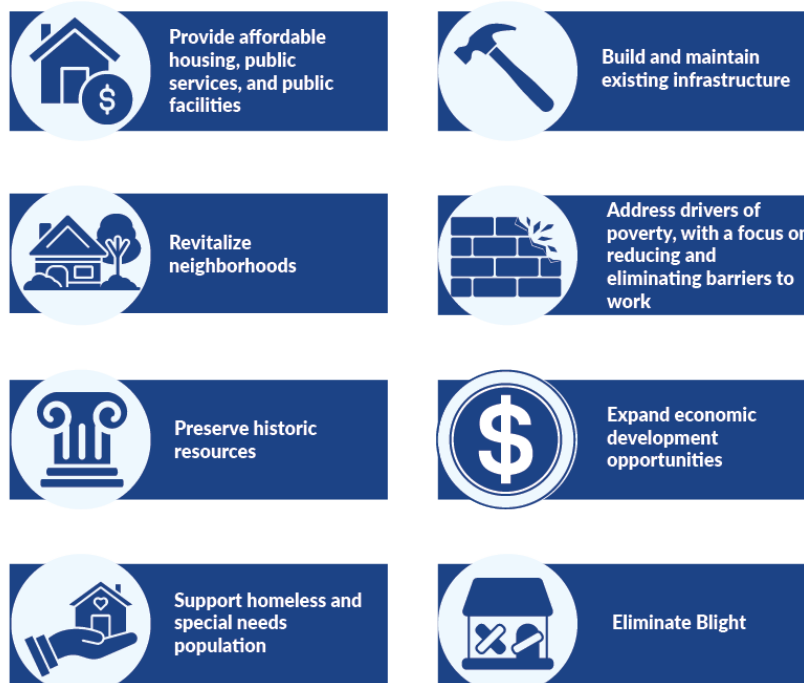 Provide affordable
housing, public
services, and public
facilities
Build and maintain
existing infrastructure
Revitalize
neighborhoods
Address drivers of
poverty, with a focus on
reducing and
eliminating barriers to
work
Preserve historic
resources
$
Expand economic
development
opportunities
Support homeless and
special needs
population
Eliminate Blight